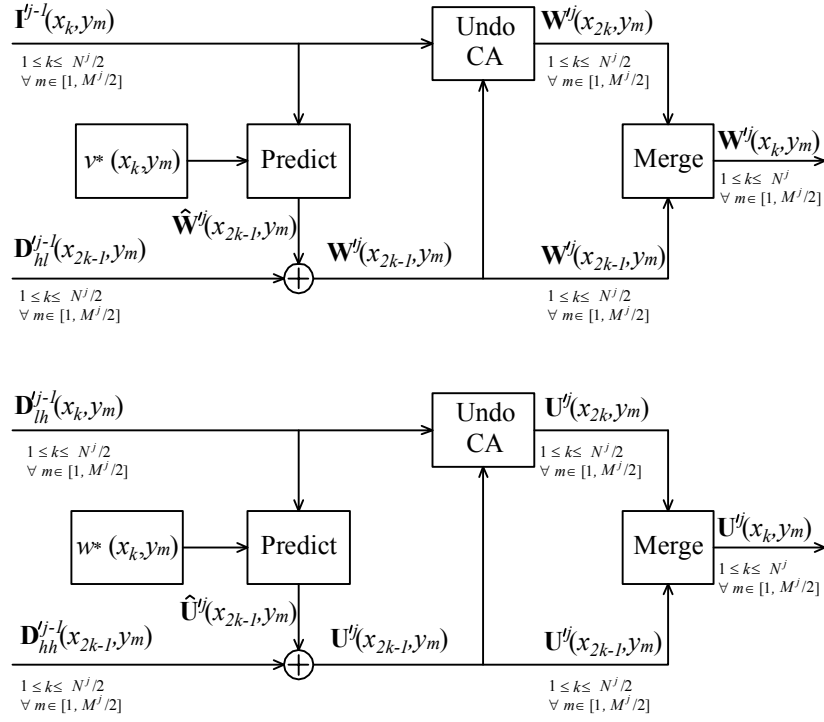 I′ʲ⁻¹(xₖ,yₘ)
1 ≤ k ≤ Nʲ/2
∀ m ∈ [1, Mʲ/2]
Undo
CA
W′ʲ(x₂ₖ,yₘ)
1 ≤ k ≤ Nʲ/2
∀ m ∈ [1, Mʲ/2]
v* (xₖ,yₘ)
Predict
Merge
W′ʲ(xₖ,yₘ)
1 ≤ k ≤ Nʲ
∀ m ∈ [1, Mʲ/2]
Ŵ′ʲ(x₂ₖ₋₁,yₘ)
D′ʲ⁻¹ₕₗ(x₂ₖ₋₁,yₘ)
W′ʲ(x₂ₖ₋₁,yₘ)
W′ʲ(x₂ₖ₋₁,yₘ)
+
1 ≤ k ≤ Nʲ/2
∀ m ∈ [1, Mʲ/2]
1 ≤ k ≤ Nʲ/2
∀ m ∈ [1, Mʲ/2]
D′ʲ⁻¹ₗₕ(xₖ,yₘ)
1 ≤ k ≤ Nʲ/2
∀ m ∈ [1, Mʲ/2]
Undo
CA
U′ʲ(x₂ₖ,yₘ)
1 ≤ k ≤ Nʲ/2
∀ m ∈ [1, Mʲ/2]
w* (xₖ,yₘ)
Predict
Merge
U′ʲ(xₖ,yₘ)
1 ≤ k ≤ Nʲ
∀ m ∈ [1, Mʲ/2]
Û′ʲ(x₂ₖ₋₁,yₘ)
D′ʲ⁻¹ₕₕ(x₂ₖ₋₁,yₘ)
U′ʲ(x₂ₖ₋₁,yₘ)
U′ʲ(x₂ₖ₋₁,yₘ)
+
1 ≤ k ≤ Nʲ/2
∀ m ∈ [1, Mʲ/2]
1 ≤ k ≤ Nʲ/2
∀ m ∈ [1, Mʲ/2]